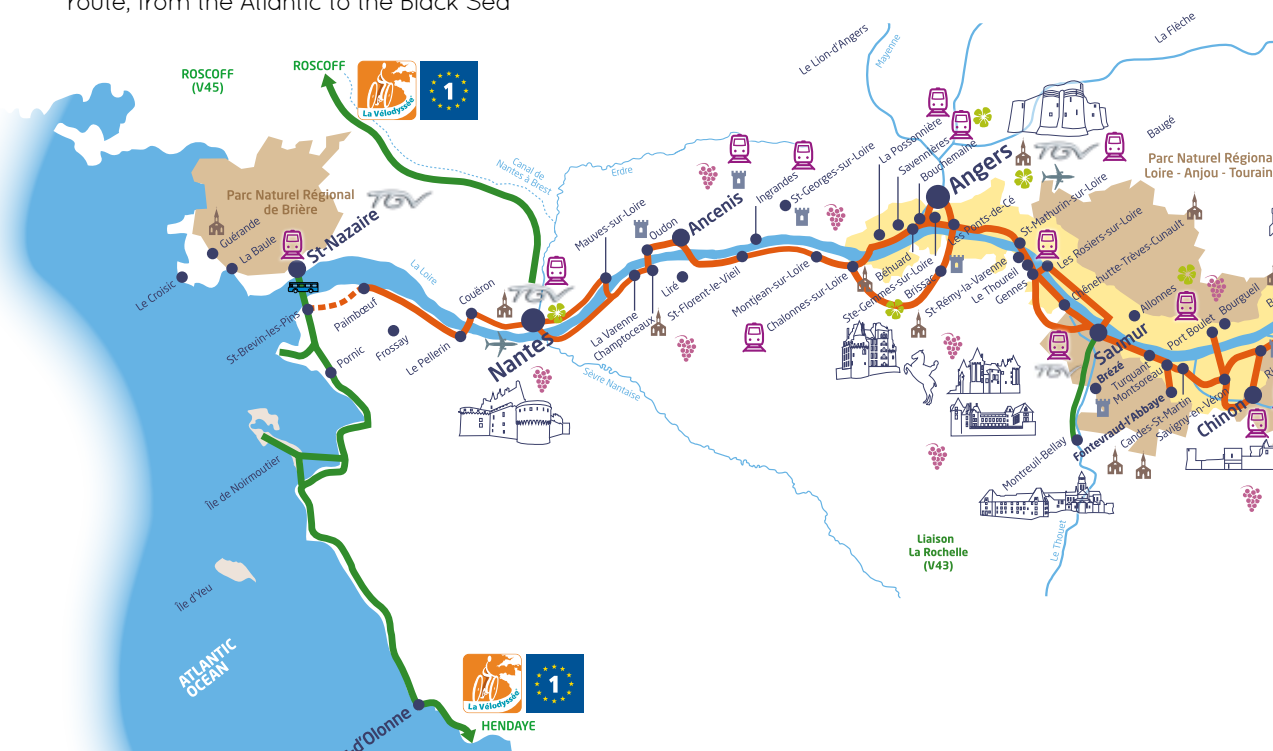 route, from the Atlantic to the Black Sea
ROSCOFF
(V45)
ROSCOFF
La Vélodyssée
1
Canal de
Nantes à Brest
Erdre
Le Lion-d'Angers
Mayenne
La Flèche
Baugé
Parc Naturel Régional
de Brière
TGV
Guérande
La Baule
St-Nazaire
Le Croisic
St-Brevin-les-Pins
Pornic
Paimbœuf
Frossay
La Loire
Couëron
Le Pellerin
TGV
Nantes
Sèvre Nantaise
Mauves-sur-Loire
Oudon
Ancenis
La Varenne
Champtoceaux
Liré
St-Florent-le-Vieil
Ingrandes
St-Georges-sur-Loire
Montjean-sur-Loire
Chalonnes-sur-Loire
La Possonnière
Savennières
Bouchemaine
Angers
TGV
Béhuard
Ste-Gemmes-sur-Loire
Brissac
Les Ponts-de-Cé
St-Mathurin-sur-Loire
St-Rémy-la-Varenne
Le Thoureil
Gennes
Les Rosiers-sur-Loire
Chênehutte-Trèves-Cunault
Parc Naturel Régiona
Loire - Anjou - Tourain
Allonnes
Saumur
TGV
Port Boulet
Bourgueil
Brézé
Turquant
Montsoreau
Fontevraud-l'Abbaye
Candes-St-Martin
Savigny-en-Véron
Chinon
Montreuil-Bellay
Le Thouet
Liaison
La Rochelle
(V43)
Île de Noirmoutier
Île d'Yeu
ATLANTIC
OCEAN
La Vélodyssée
1
HENDAYE
-d'Olonne